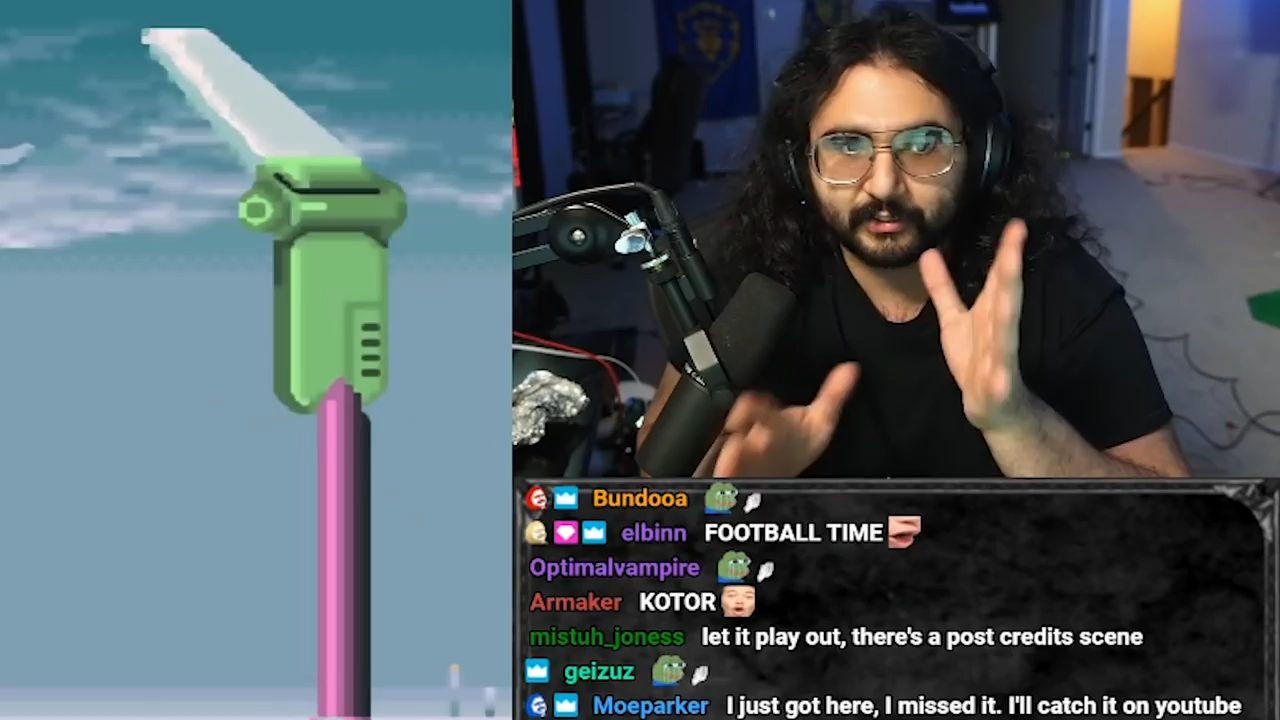 Bundooa
elbinn FOOTBALL TIME
Optimalvampire
Armaker KOTOR
mistuh_joness let it play out, there's a post credits scene
geizuz
Moeparker I just got here, I missed it. I'll catch it on youtube